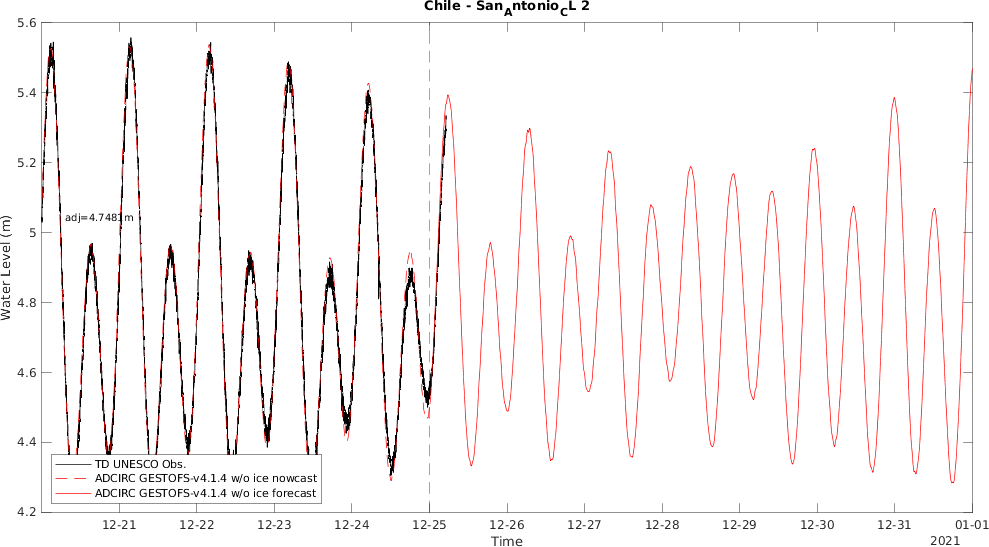 Chile - SanAntonioCL 2
Water Level (m)
5.6
5.4
5.2
5
4.8
4.6
4.4
4.2
adj=4.7481m
TD UNESCO Obs.
ADCIRC GESTOFS-v4.1.4 w/o ice nowcast
ADCIRC GESTOFS-v4.1.4 w/o ice forecast
12-21 12-22 12-23 12-24 12-25 12-26 12-27 12-28 12-29 12-30 12-31 01-01
Time
2021